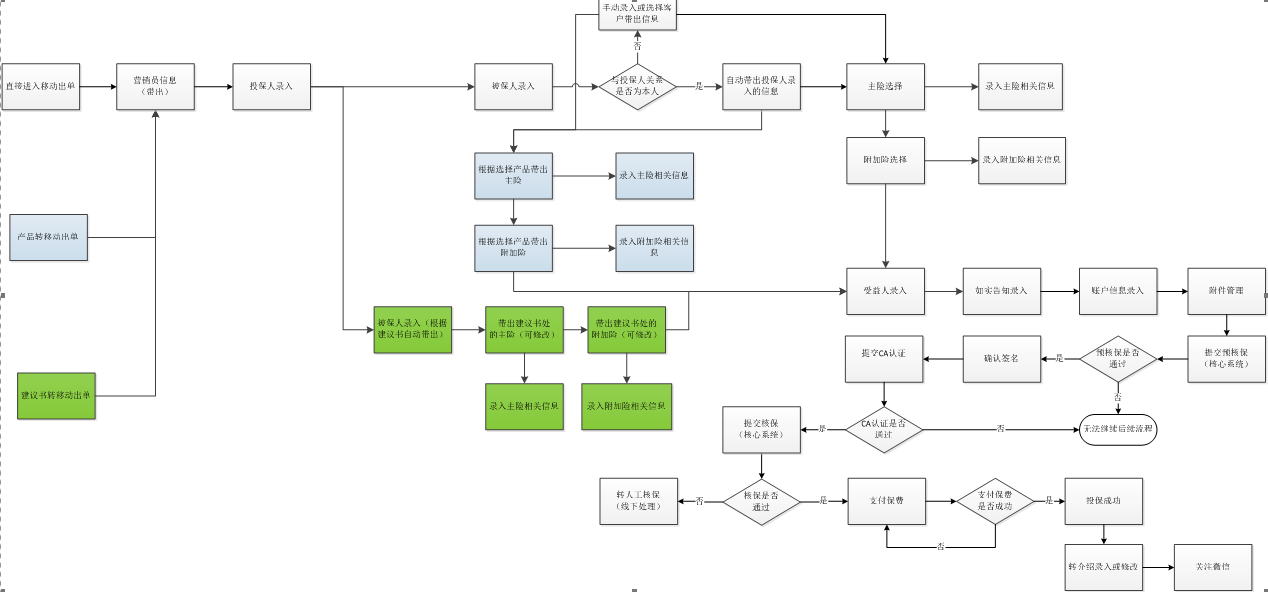 手动录入或选择客
户带出信息
否
直接进入移动出单
营销员信息
（带出）
投保人录入
被保人录入
与投保人关系
是否为本人
是
自动带出投保人录
入的信息
主险选择
录入主险相关信息
附加险选择
录入附加险相关信息
根据选择产品带出
主险
录入主险相关信息
产品转移动出单
根据选择产品带出
附加险
录入附加险相关信
息
受益人录入
如实告知录入
账户信息录入
附件管理
被保人录入（根据
建议书自动带出）
带出建议书处
的主险（可修改）
带出建议书处的
附加险（可修改）
提交CA认证
确认签名
是
预核保是否
通过
提交预核保
（核心系统）
否
建议书转移动出单
录入主险相关信息
录入附加险相关信息
提交核保
（核心系统）
是
CA认证是否
通过
否
无法继续后续流程
转人工核保
（线下处理）
否
核保是否
通过
是
支付保费
支付保费
是否成功
是
投保成功
否
转介绍录入或修改
关注微信